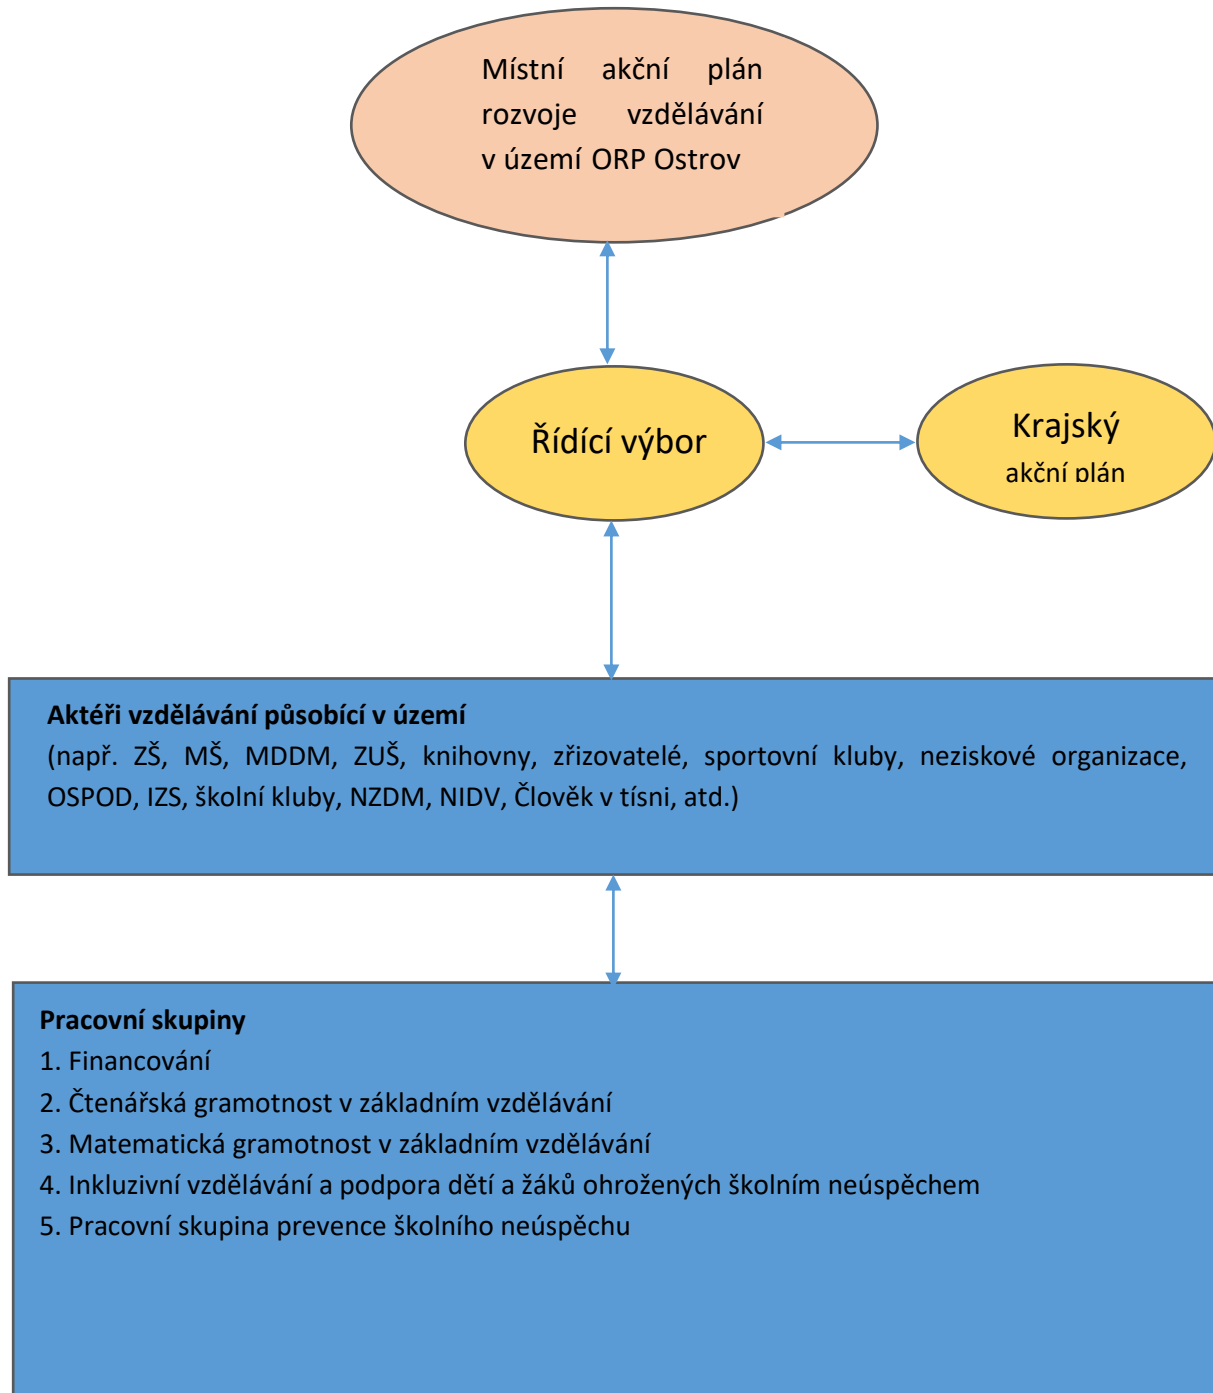 Místní akční plán
rozvoje vzdělávání
v území ORP Ostrov
Řídící výbor
Krajský
akční plán
Aktéři vzdělávání působící v území
(např. ZŠ, MŠ, MDDM, ZUŠ, knihovny, zřizovatelé, sportovní kluby, neziskové organizace,
OSPOD, IZS, školní kluby, NZDM, NIDV, Člověk v tísni, atd.)
Pracovní skupiny
1. Financování
2. Čtenářská gramotnost v základním vzdělávání
3. Matematická gramotnost v základním vzdělávání
4. Inkluzivní vzdělávání a podpora dětí a žáků ohrožených školním neúspěchem
5. Pracovní skupina prevence školního neúspěchu